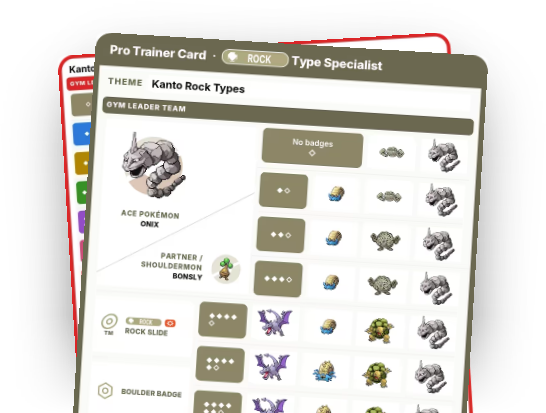 Pro Trainer Card · ROCK Type Specialist
Kanto
THEME Kanto Rock Types
GYM LE
GYM LEADER TEAM
No badges
ACE POKÉMON
ONIX
PARTNER /
SHOULDERMON
BONSLY
ROCK
TM
ROCK SLIDE
BOULDER BADGE